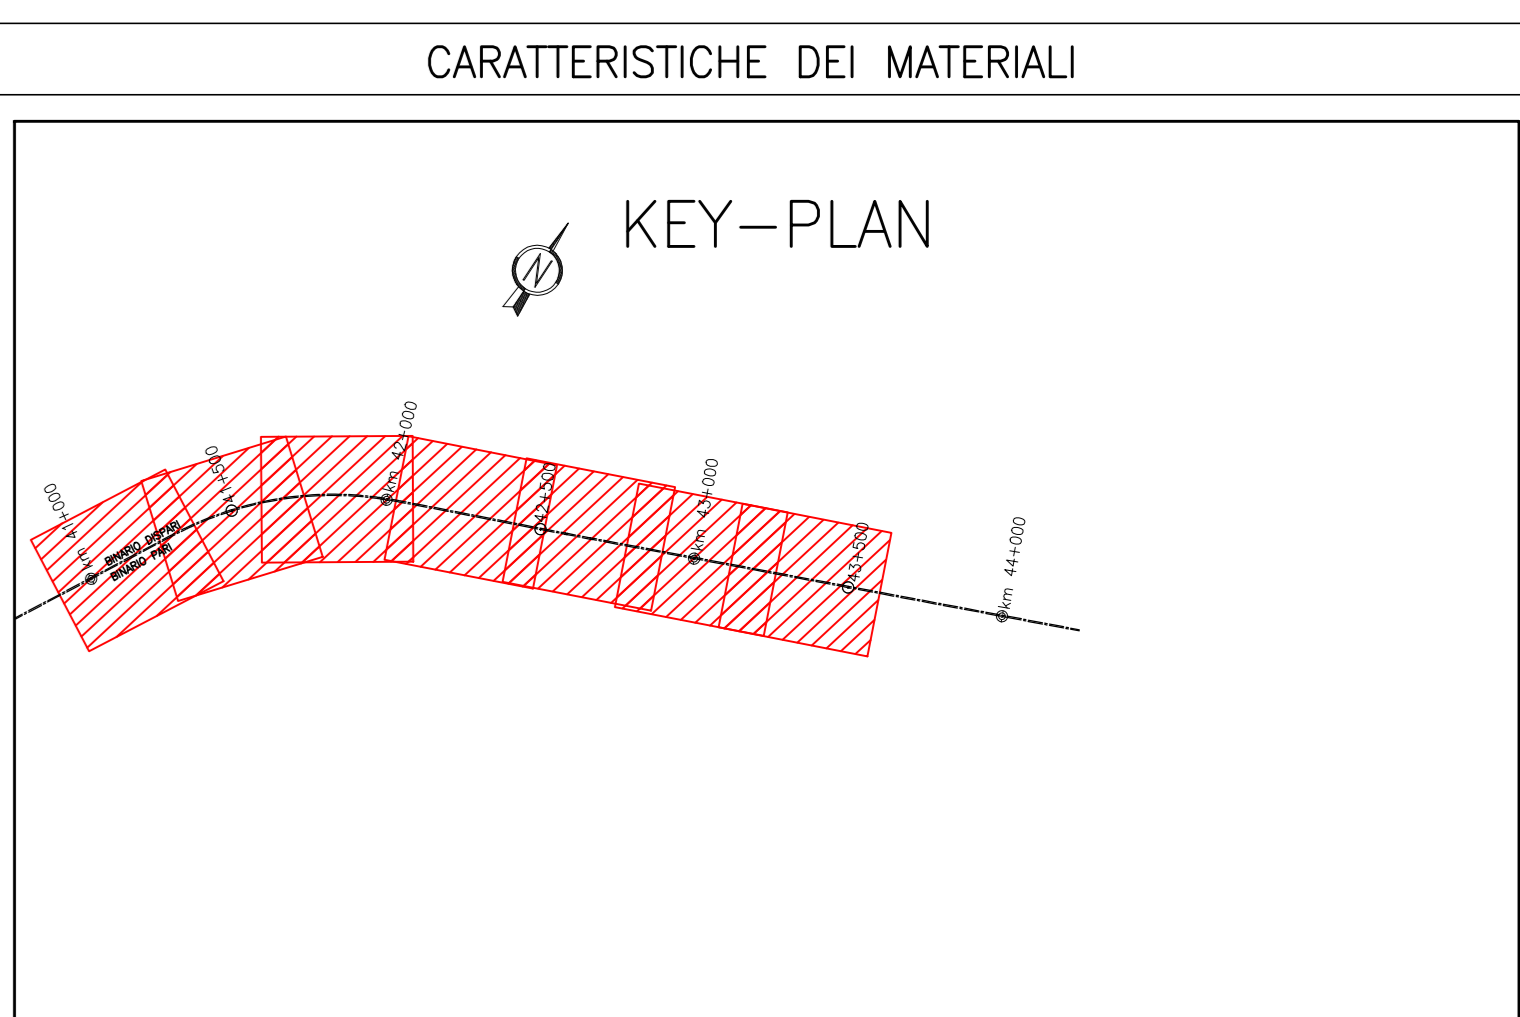 CARATTERISTICHE DEI MATERIALI
KEY-PLAN
N
km 41+000
BINARIO DISPARI
BINARIO PARI
41+500
km 42+000
42+500
km 43+000
43+500
km 44+000